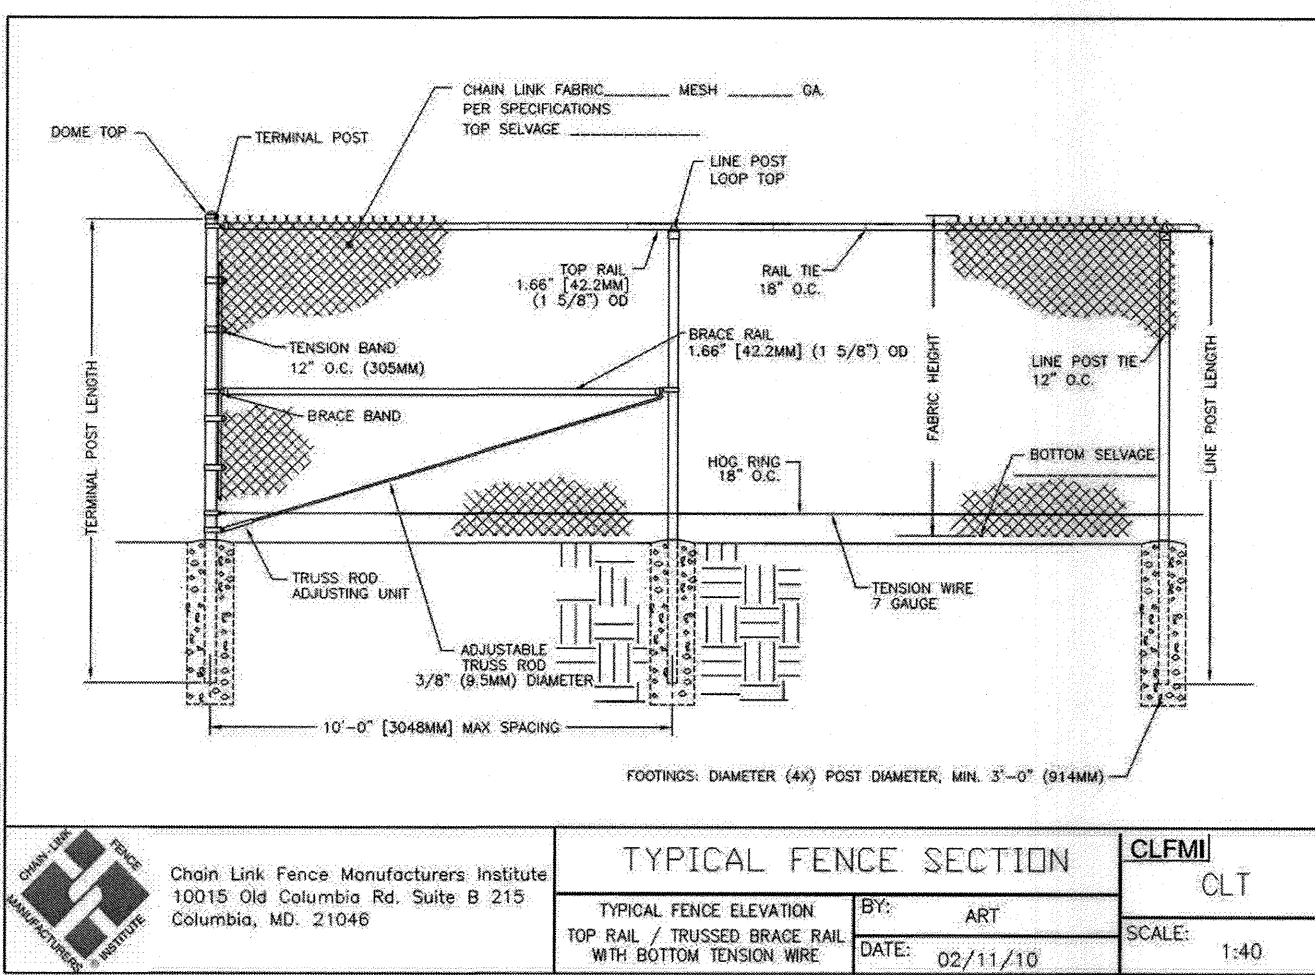 CHAIN LINK FABRIC______ MESH ______ GA.
PER SPECIFICATIONS
TOP SELVAGE ____________
DOME TOP
TERMINAL POST
LINE POST
LOOP TOP
TOP RAIL
1.66" [42.2MM]
(1 5/8") OD
RAIL TIE
18" O.C.
TENSION BAND
12" O.C. (305MM)
BRACE RAIL
1.66" [42.2MM] (1 5/8") OD
LINE POST TIE
12" O.C.
TERMINAL POST LENGTH
FABRIC HEIGHT
LINE POST LENGTH
BRACE BAND
HOG RING
18" O.C.
BOTTOM SELVAGE
TRUSS ROD
ADJUSTING UNIT
TENSION WIRE
7 GAUGE
ADJUSTABLE
TRUSS ROD
3/8" (9.5MM) DIAMETER
10'-0" [3048MM] MAX SPACING
FOOTINGS: DIAMETER (4X) POST DIAMETER, MIN. 3'-0" (914MM)
CHAIN-LINK
FENCE
MANUFACTURERS
® INSTITUTE
Chain Link Fence Manufacturers Institute
10015 Old Columbia Rd. Suite B 215
Columbia, MD. 21046
TYPICAL FENCE SECTION
TYPICAL FENCE ELEVATION
TOP RAIL / TRUSSED BRACE RAIL
WITH BOTTOM TENSION WIRE
BY: ART
DATE: 02/11/10
CLFMI
CLT
SCALE:
1:40